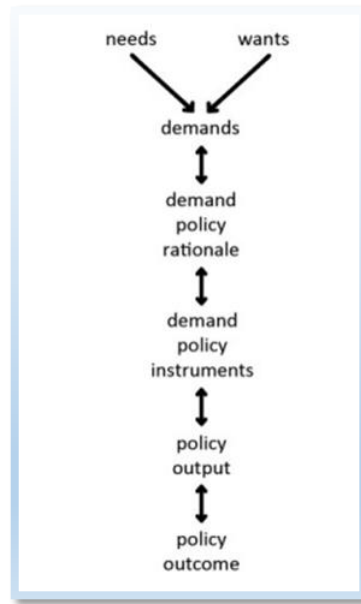 needs wants
demands
demand
policy
rationale
demand
policy
instruments
policy
output
policy
outcome